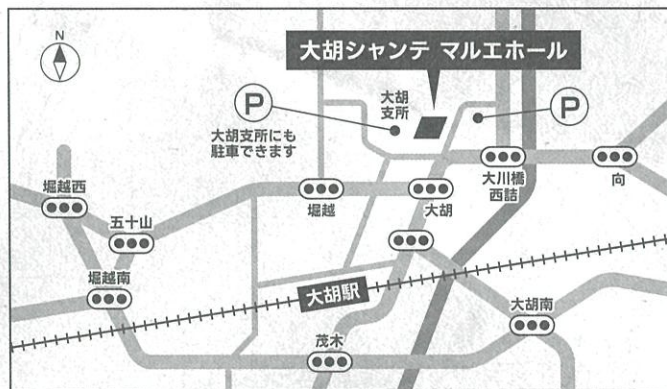 N
大胡シャンテ マルエホール
P
大胡
支所
P
大胡支所にも
駐車できます
堀越西
五十山
堀越
大胡
大川橋
西詰
向
堀越南
大胡駅
大胡南
茂木